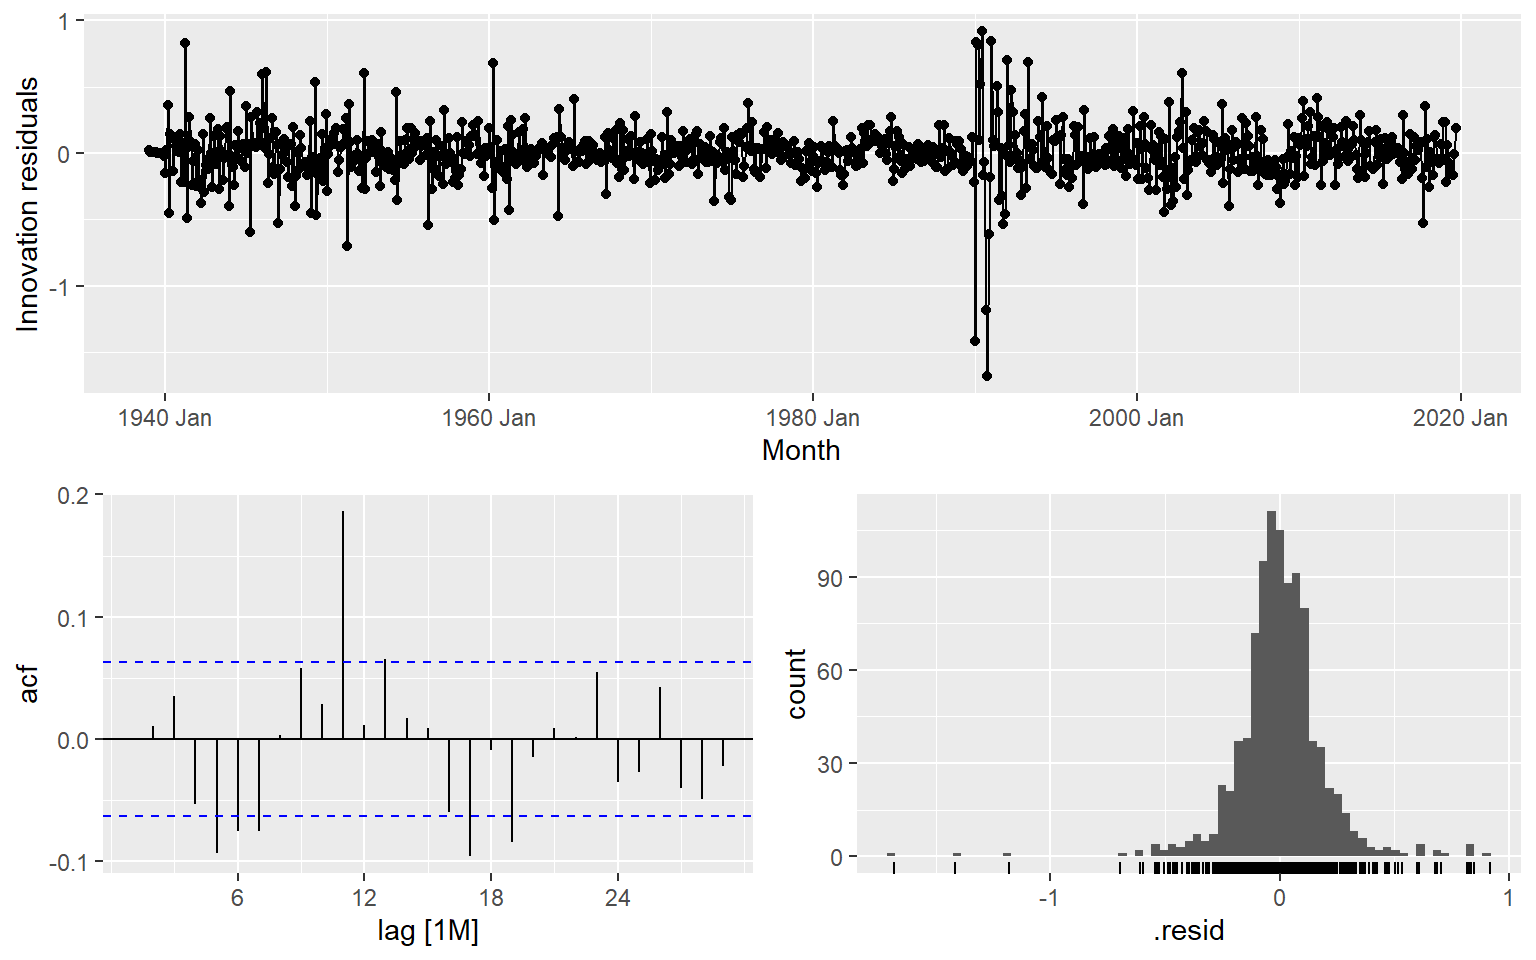 Innovation residuals
1
0
-1
1940 Jan 1960 Jan 1980 Jan 2000 Jan 2020 Jan
Month
acf
0.2
0.1
0.0
-0.1
6 12 18 24
lag [1M]
count
90
60
30
0
-1 0 1
.resid